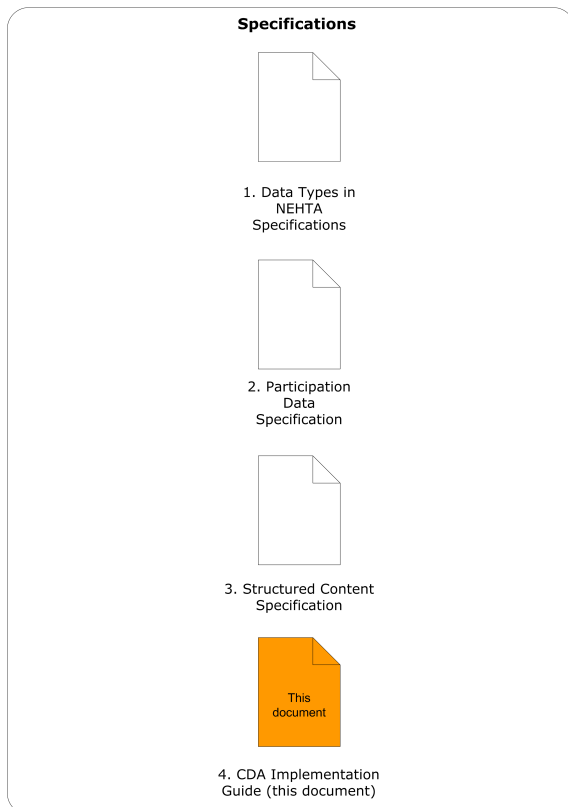 Specifications
1. Data Types in
NEHTA
Specifications
2. Participation
Data
Specification
3. Structured Content
Specification
This
document
4. CDA Implementation
Guide (this document)